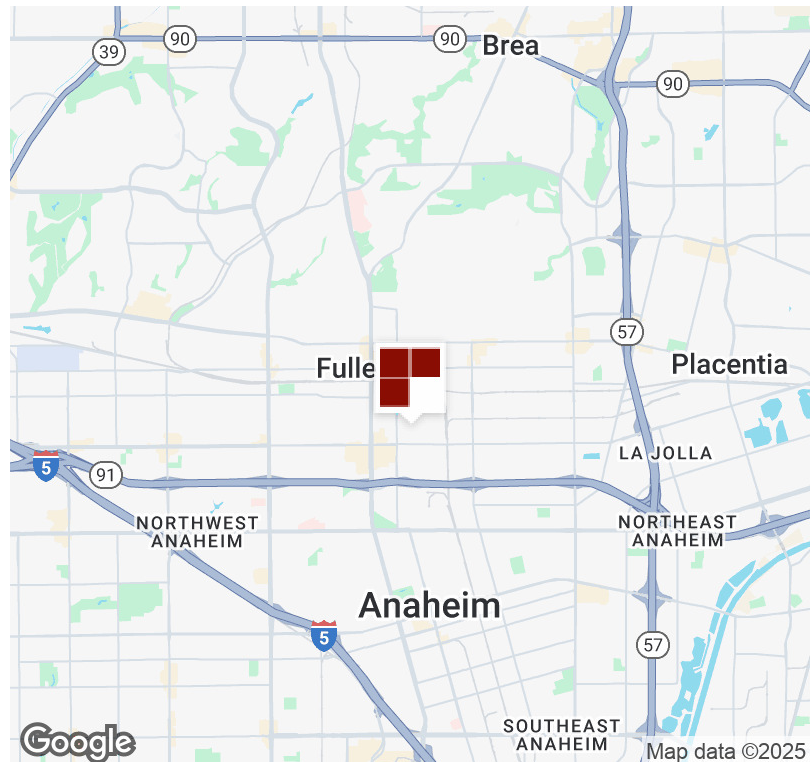 Brea
90
90
39
90
57
Fulle
Placentia
LA JOLLA
5
91
NORTHWEST
ANAHEIM
NORTHEAST
ANAHEIM
Anaheim
5
57
SOUTHEAST
ANAHEIM
Google
Map data ©2025